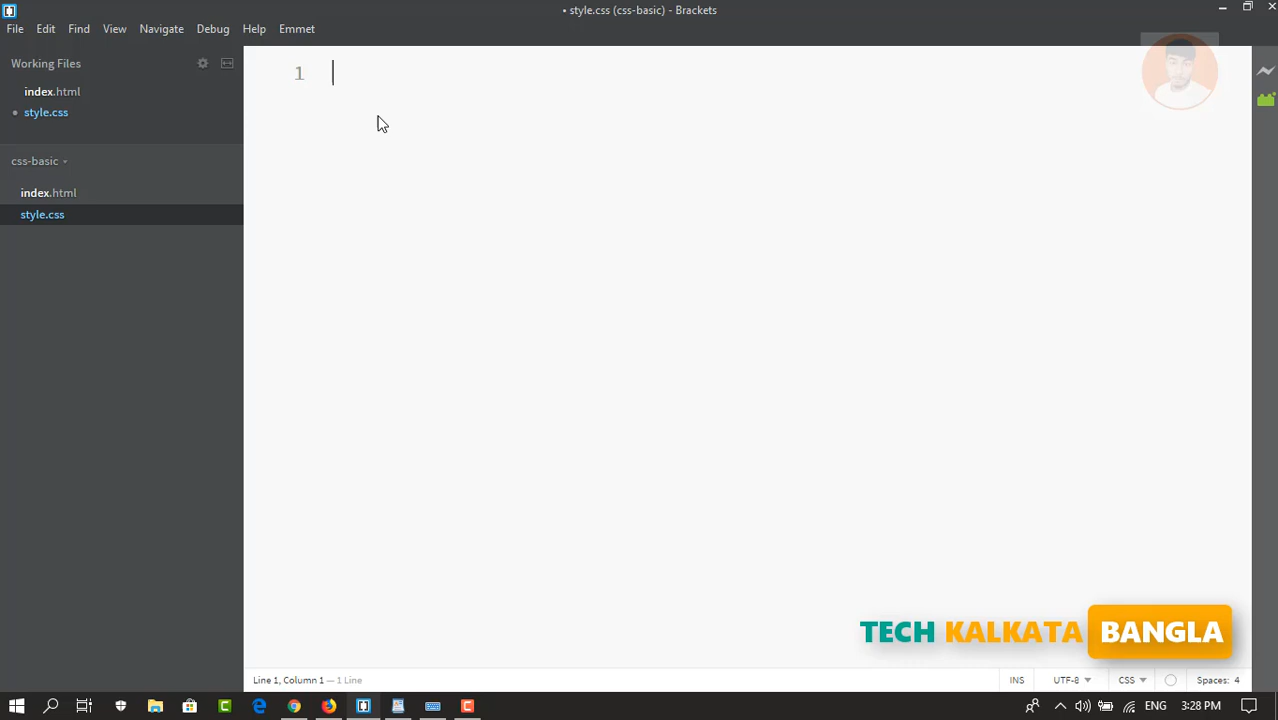 • style.css (css-basic) - Brackets
File Edit Find View Navigate Debug Help Emmet
Working Files
index.html
• style.css
css-basic
index.html
style.css
1
TECH KALKATA BANGLA
Line 1, Column 1 — 1 Line
INS UTF-8 CSS Spaces: 4
ENG 3:28 PM